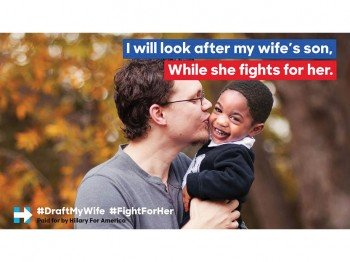 I will look after my wife's son,
While she fights for her.
#DraftMyWife #FightForHer
Paid for by Hillary For America